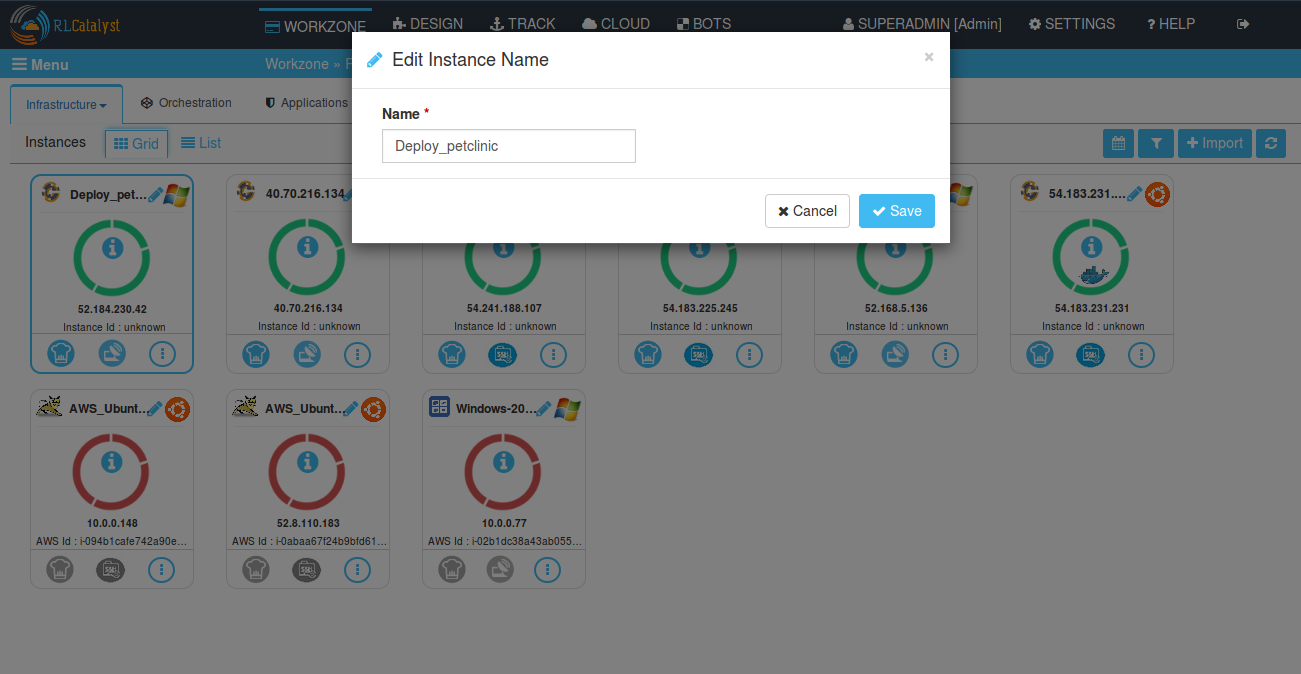 RLCatalyst
WORKZONE
DESIGN
TRACK
CLOUD
BOTS
SUPERADMIN [Admin]
SETTINGS
? HELP
Menu
Workzone »
Edit Instance Name
×
Name *
Deploy_petclinic
Cancel
Save
Infrastructure
Orchestration
Applications
Instances
Grid
List
Import
Deploy_pet...
52.184.230.42
Instance Id : unknown
40.70.216.134
40.70.216.134
Instance Id : unknown
54.241.188.107
Instance Id : unknown
54.183.225.245
Instance Id : unknown
52.168.5.136
Instance Id : unknown
54.183.231....
54.183.231.231
Instance Id : unknown
AWS_Ubunt...
10.0.0.148
AWS Id : i-094b1cafe742a90e...
AWS_Ubunt...
52.8.110.183
AWS Id : i-0abaa67f24b9bfd61...
Windows-20...
10.0.0.77
AWS Id : i-02b1dc38a43ab055...